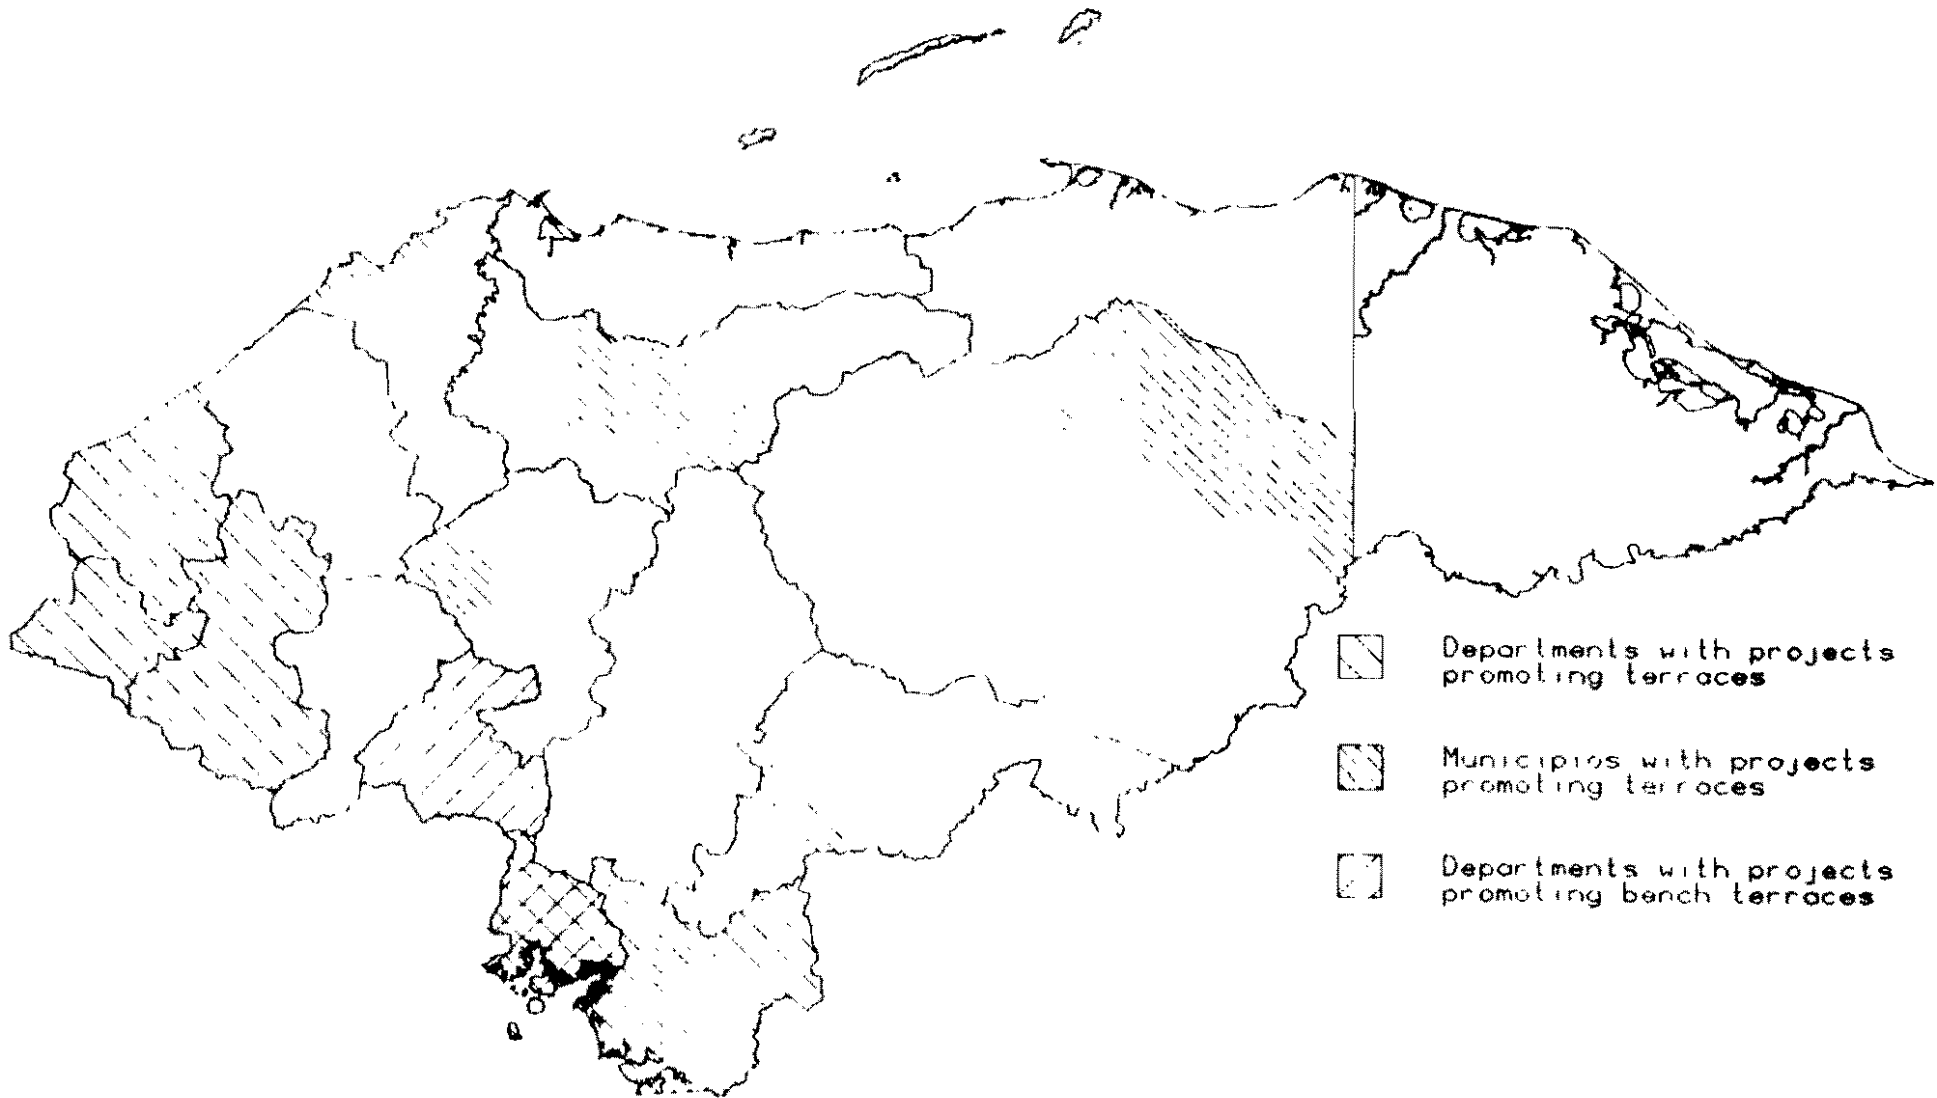 Departments with projects
promoting terraces
Municipios with projects
promoting terraces
Departments with projects
promoting bench terraces